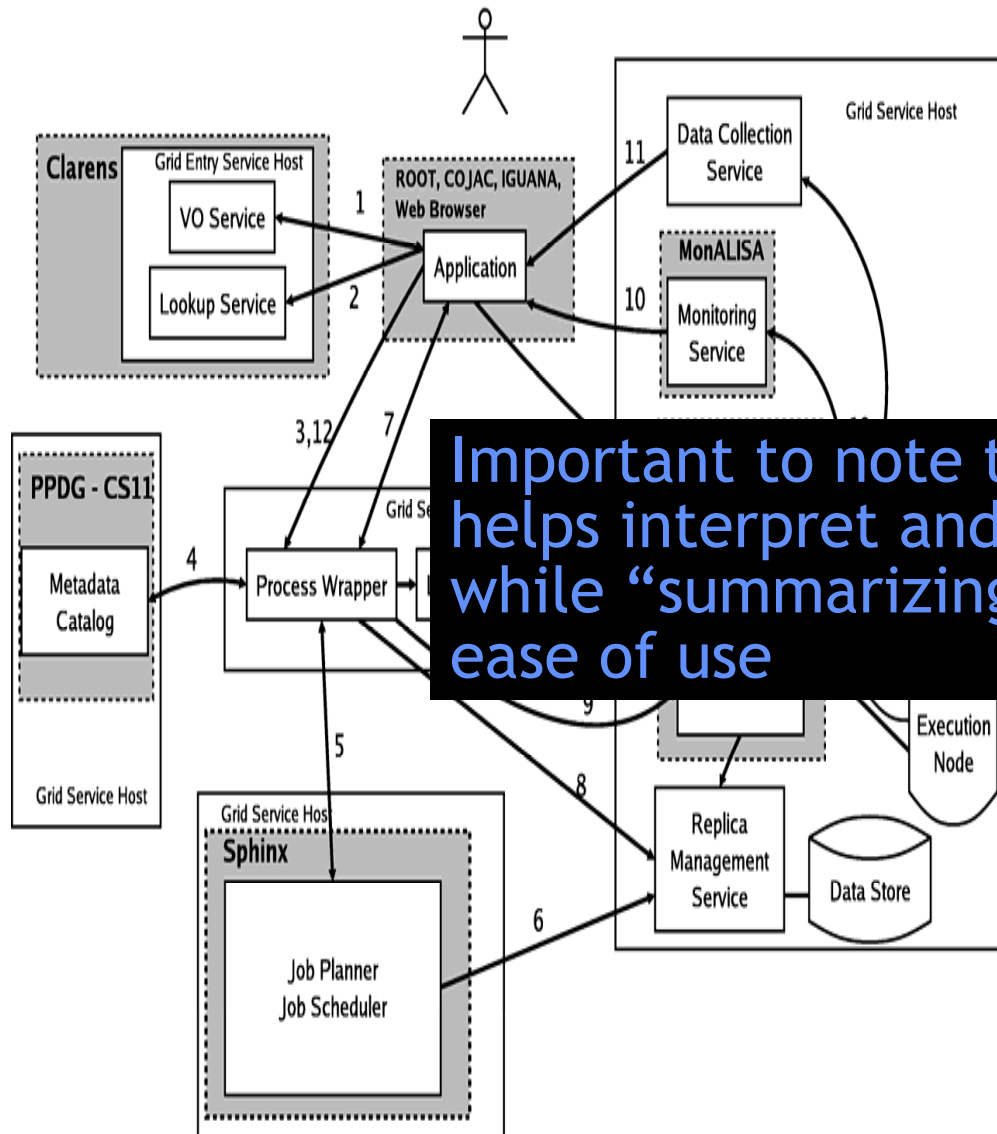 Grid Service Host
Data Collection
Service
11
Clarens
Grid Entry Service Host
VO Service
Lookup Service
1
2
ROOT, COJAC, IGUANA,
Web Browser
Application
MonALISA
Monitoring
Service
10
3,12
7
PPDG - CS11
Metadata
Catalog
Grid Service Host
4
Grid
Process Wrapper
Important to note
helps interpret and
while “summarizing
ease of use
9
5
8
Execution
Node
Grid Service Host
Sphinx
Job Planner
Job Scheduler
6
Replica
Management
Service
Data Store